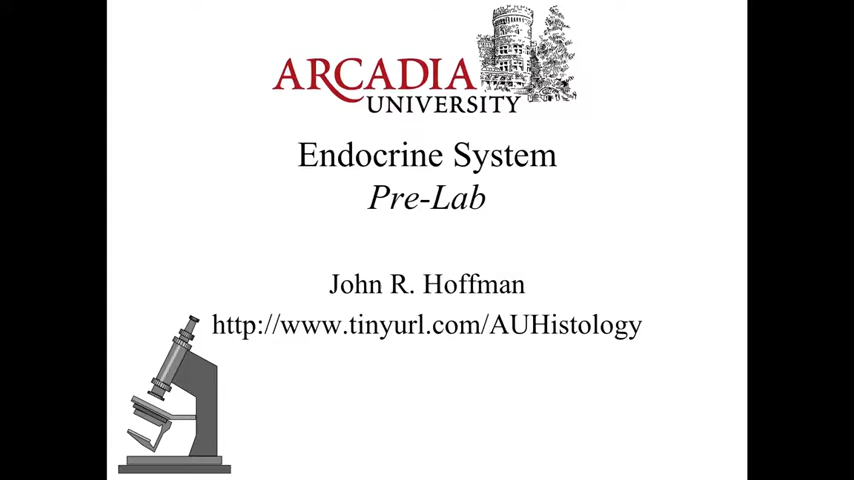 ARCADIA
UNIVERSITY
Endocrine System
Pre-Lab
John R. Hoffman
http://www.tinyurl.com/AUHistology